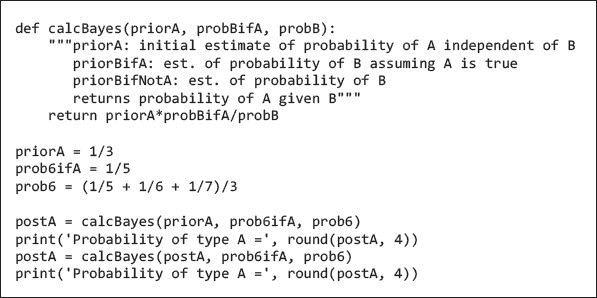 def calcBayes(priorA, probBifA, probB):
    """priorA: initial estimate of probability of A independent of B
       priorBifA: est. of probability of B assuming A is true
       priorBifNotA: est. of probability of B
       returns probability of A given B"""
    return priorA*probBifA/probB

priorA = 1/3
prob6ifA = 1/5
prob6 = (1/5 + 1/6 + 1/7)/3

postA = calcBayes(priorA, prob6ifA, prob6)
print('Probability of type A =', round(postA, 4))
postA = calcBayes(postA, prob6ifA, prob6)
print('Probability of type A =', round(postA, 4))